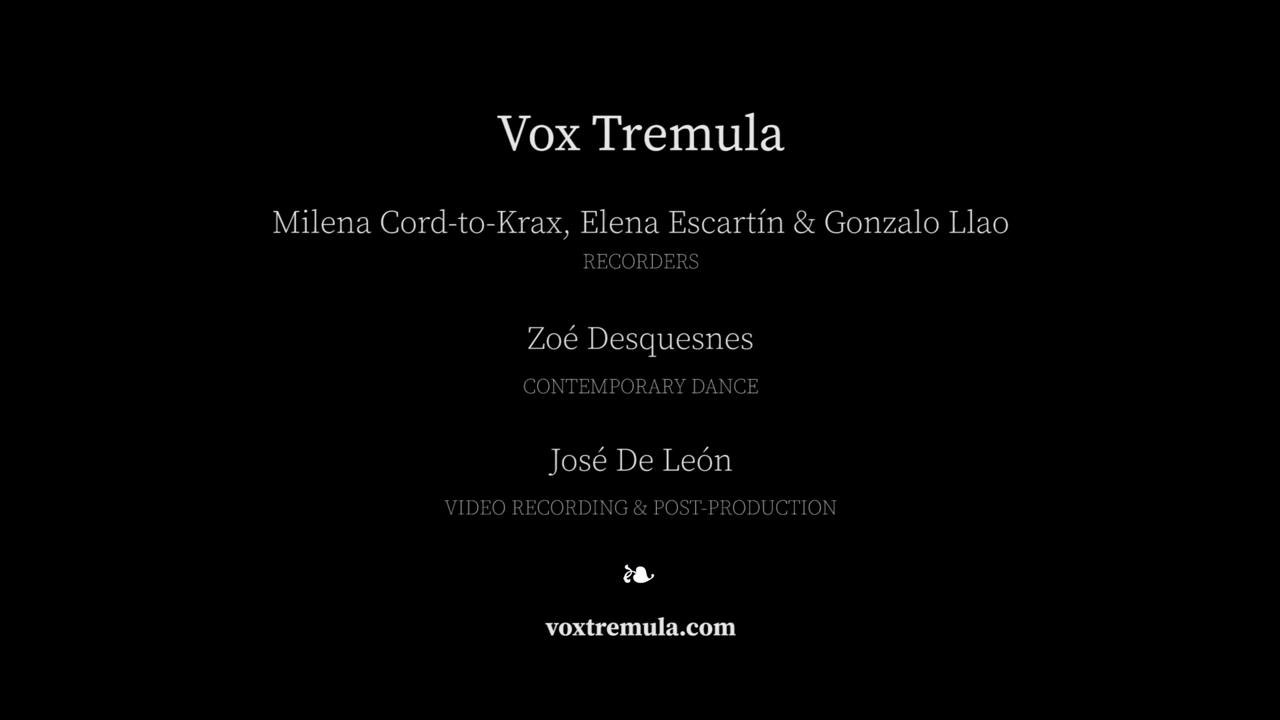 Vox Tremula
Milena Cord-to-Krax, Elena Escartín & Gonzalo Llao
RECORDERS
Zoé Desquesnes
CONTEMPORARY DANCE
José De León
VIDEO RECORDING & POST-PRODUCTION
❧
voxtremula.com